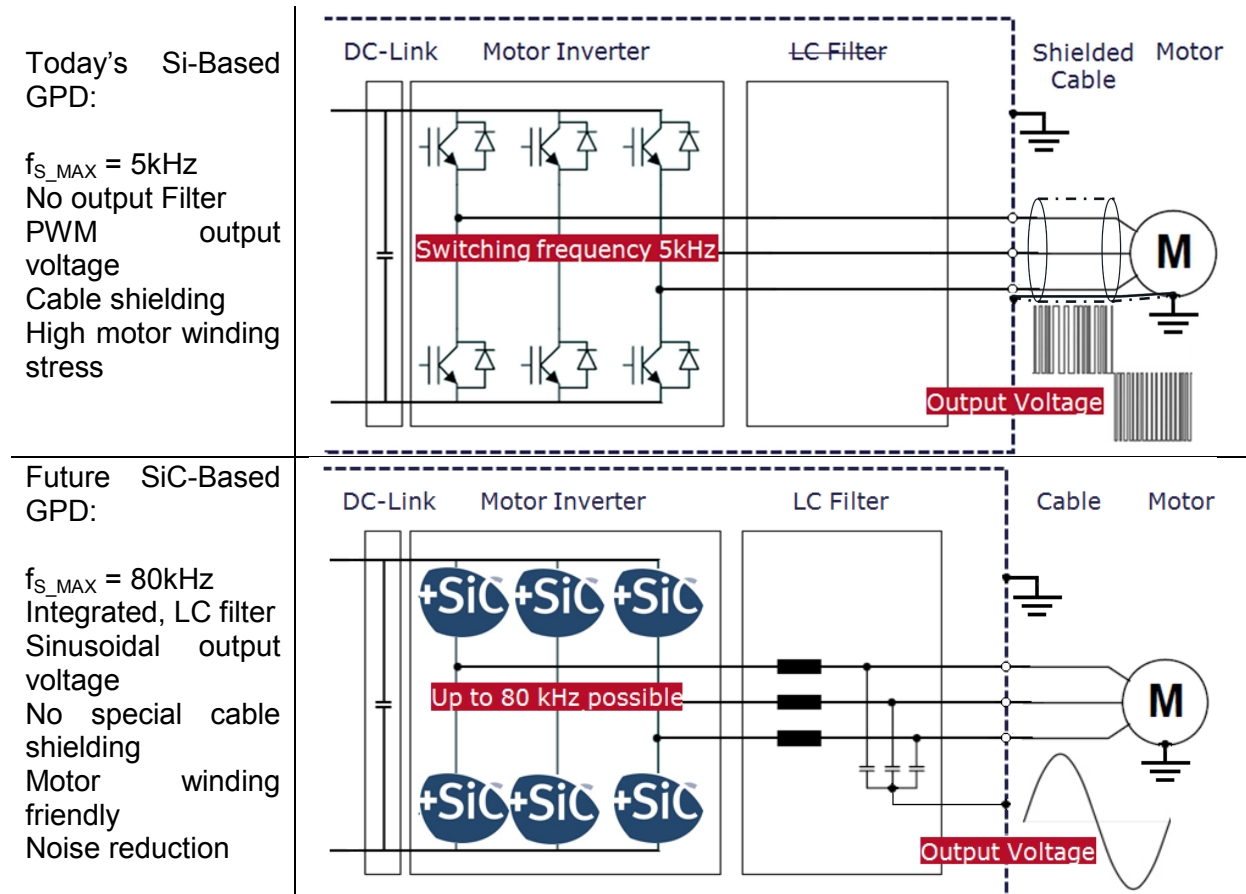 Today's Si-Based
GPD:
f_S_MAX = 5kHz
No output Filter
PWM output
voltage
Cable shielding
High motor winding
stress
DC-Link Motor Inverter LC Filter Shielded Motor
Cable
Switching frequency 5kHz
M
Output Voltage
Future SiC-Based
GPD:
f_S_MAX = 80kHz
Integrated, LC filter
Sinusoidal output
voltage
No special cable
shielding
Motor winding
friendly
Noise reduction
DC-Link Motor Inverter LC Filter Cable Motor
+SiC +SiC +SiC
Up to 80 kHz possible
M
+SiC +SiC +SiC
Output Voltage